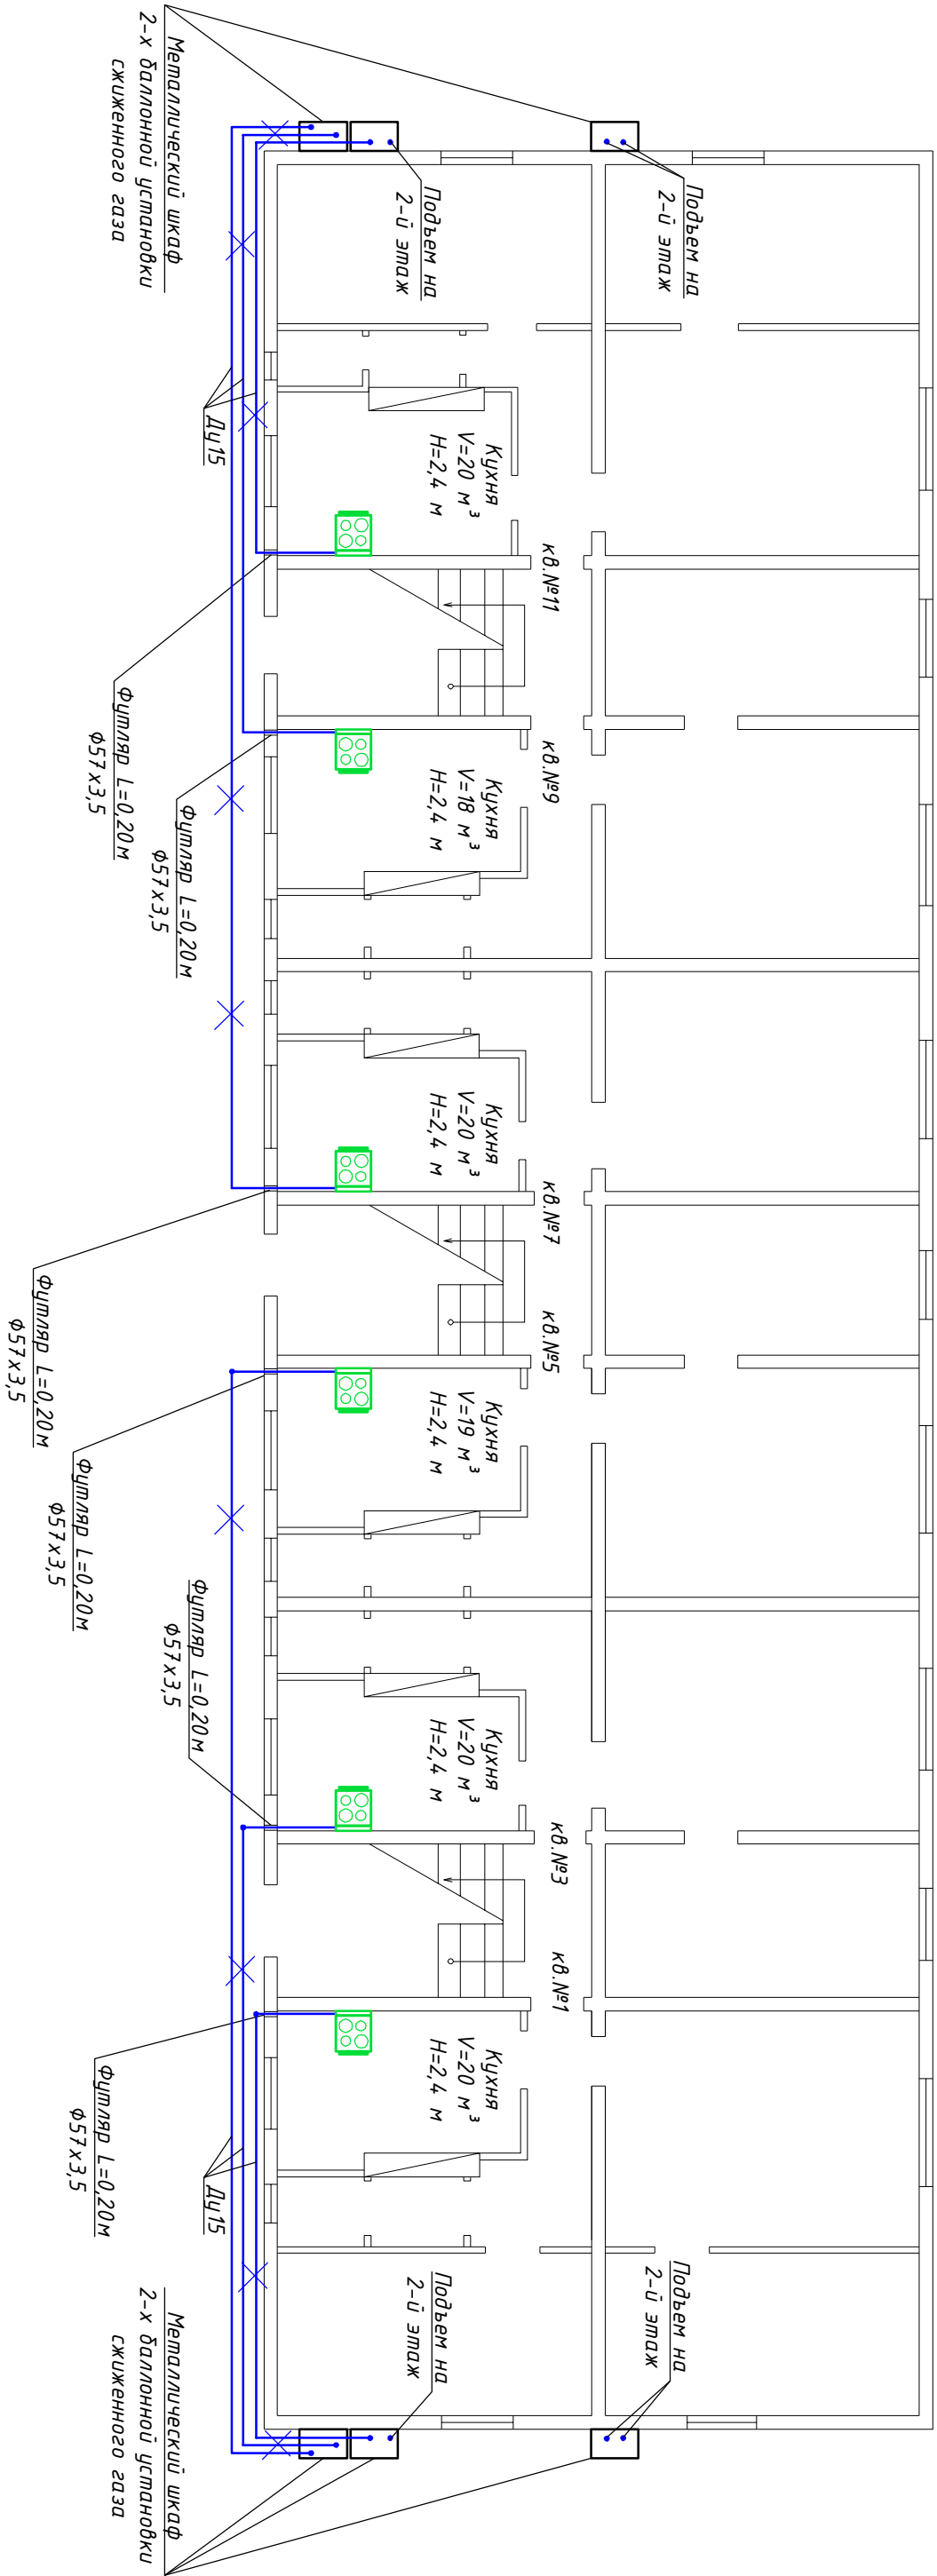 Металлический шкаф
2-х баллонной установки
сжиженного газа
Подъем на
2-й этаж
Подъем на
2-й этаж
Ду15
Кухня
V=20 м³
H=2,4 м
кв.№11
Футляр L=0,20м
ф57х3,5
кв.№9
Кухня
V=18 м³
H=2,4 м
Футляр L=0,20м
ф57х3,5
Кухня
V=20 м³
H=2,4 м
кв.№7
Футляр L=0,20м
ф57х3,5
кв.№5
Кухня
V=19 м³
H=2,4 м
Футляр L=0,20м
ф57х3,5
Футляр L=0,20м
ф57х3,5
Кухня
V=20 м³
H=2,4 м
кв.№3
кв.№1
Кухня
V=20 м³
H=2,4 м
Футляр L=0,20м
ф57х3,5
Ду15
Подъем на
2-й этаж
Подъем на
2-й этаж
Металлический шкаф
2-х баллонной установки
сжиженного газа